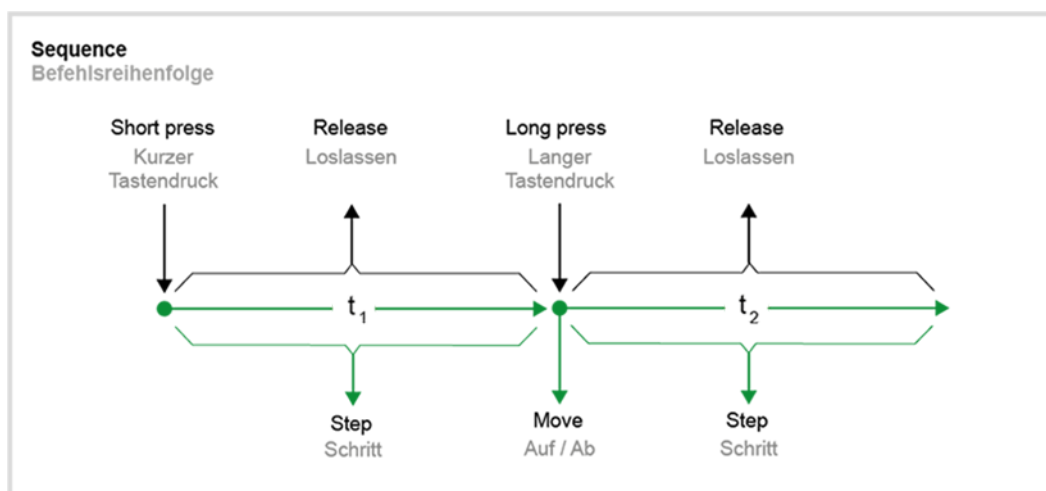 Sequence
Befehlsreihenfolge
Short press
Kurzer
Tastendruck
Release
Loslassen
Long press
Langer
Tastendruck
Release
Loslassen
t1
t2
Step
Schritt
Move
Auf / Ab
Step
Schritt